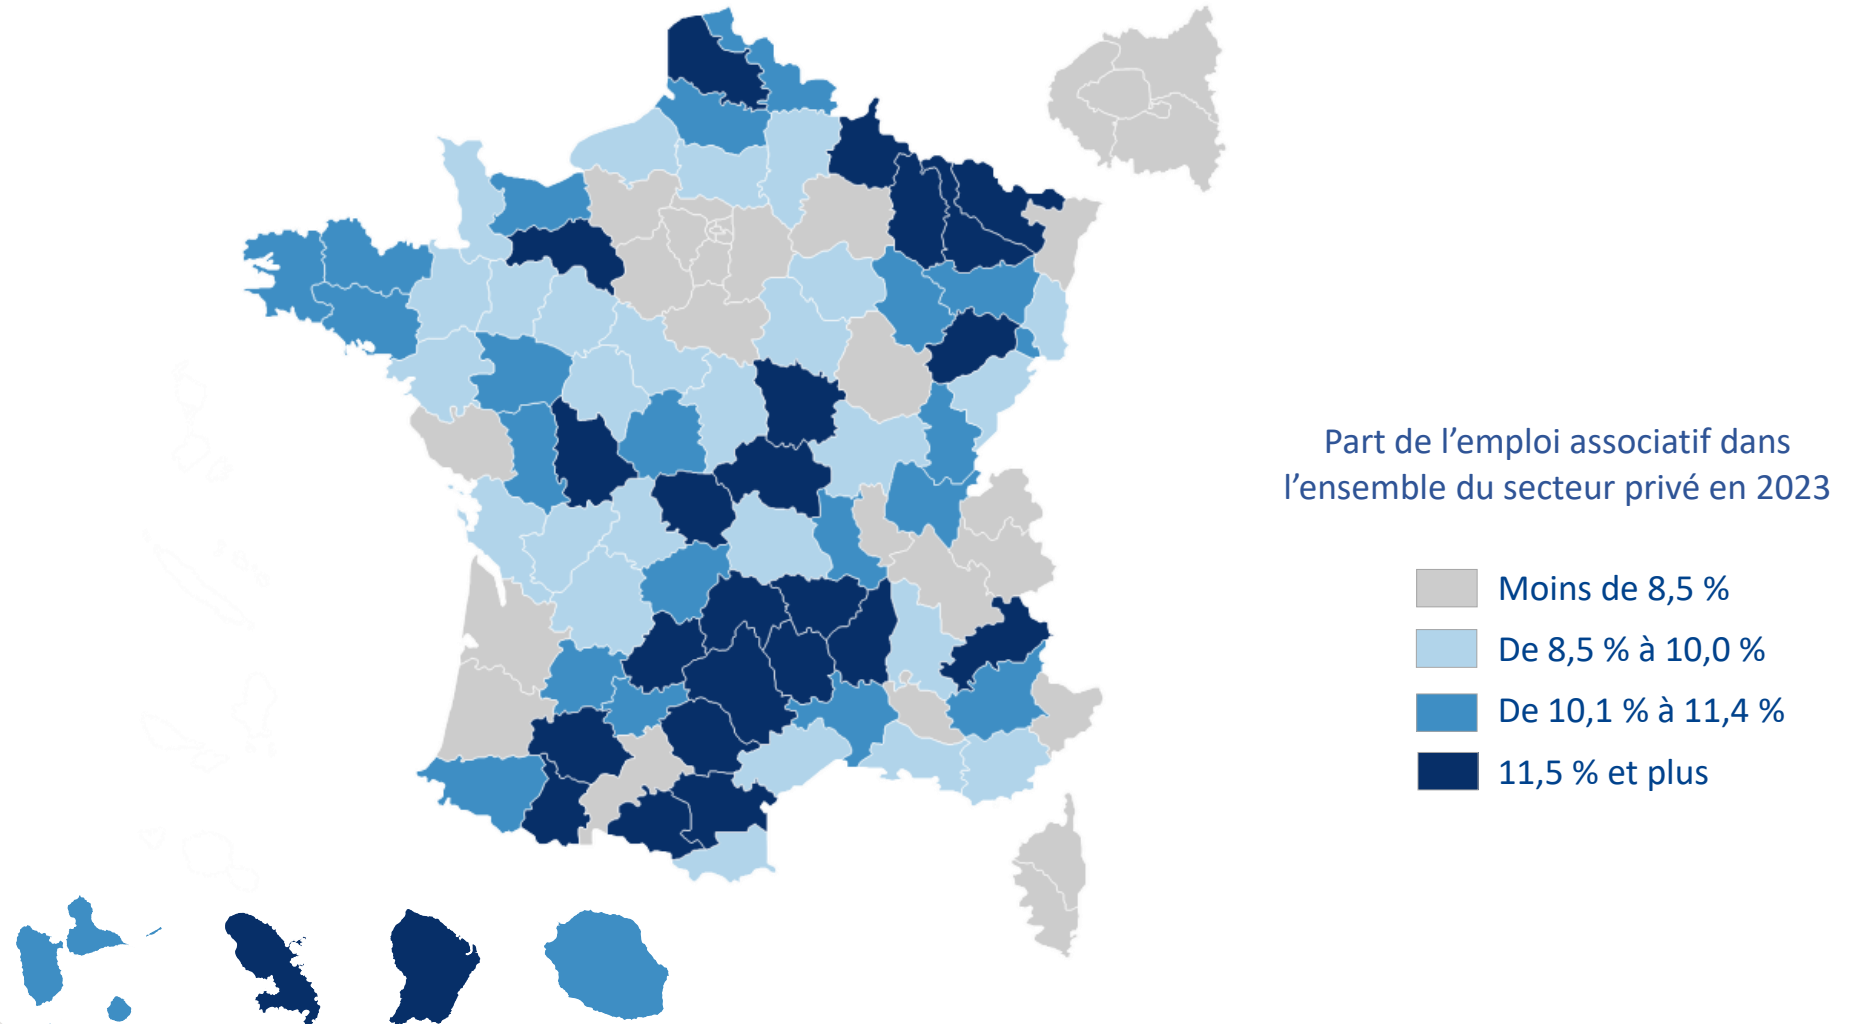 Part de l’emploi associatif dans
l’ensemble du secteur privé en 2023
Moins de 8,5 %
De 8,5 % à 10,0 %
De 10,1 % à 11,4 %
11,5 % et plus